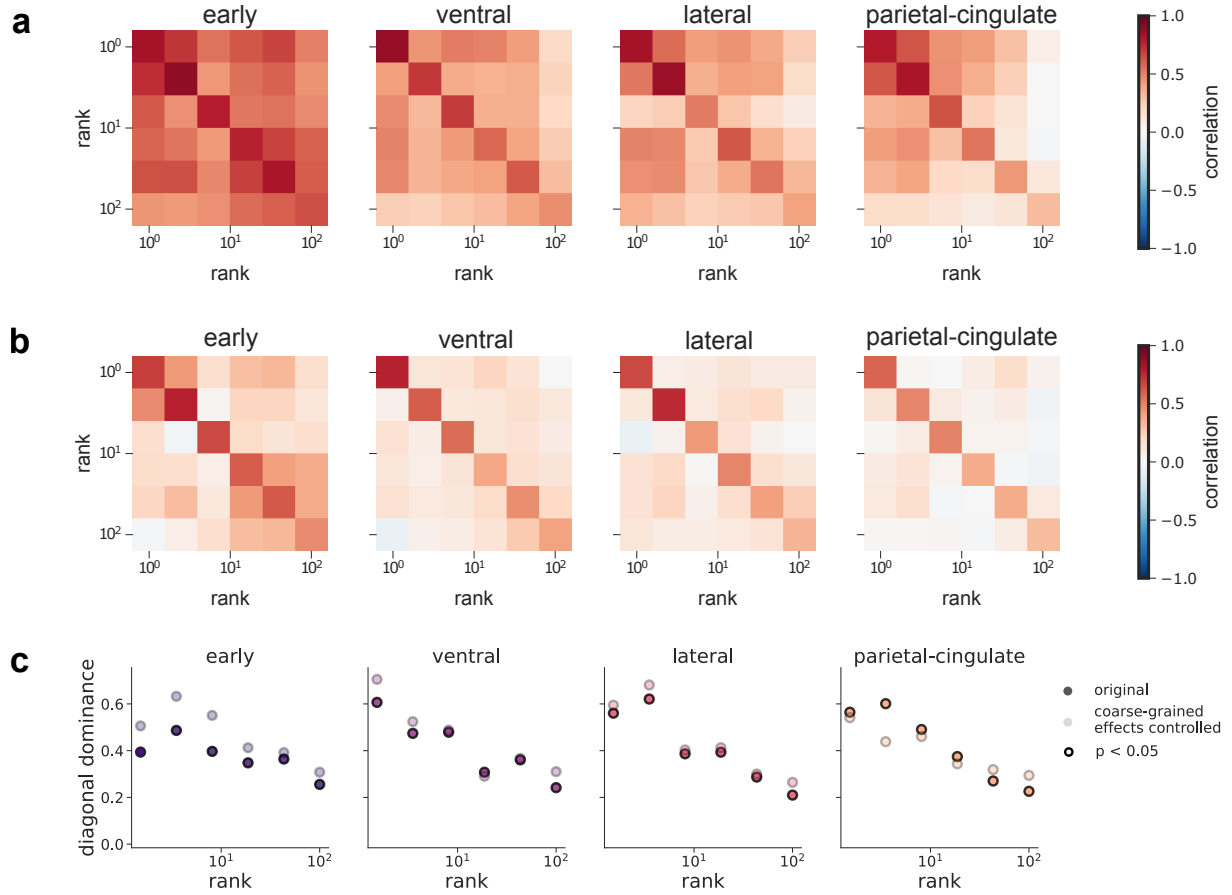 a
early
ventral
lateral
parietal-cingulate
10⁰
10¹
10²
rank
10⁰ 10¹ 10²
rank
10⁰ 10¹ 10²
rank
10⁰ 10¹ 10²
rank
10⁰ 10¹ 10²
rank
1.0
0.5
0.0
−0.5
−1.0
correlation
b
early
ventral
lateral
parietal-cingulate
10⁰
10¹
10²
rank
10⁰ 10¹ 10²
rank
10⁰ 10¹ 10²
rank
10⁰ 10¹ 10²
rank
10⁰ 10¹ 10²
rank
1.0
0.5
0.0
−0.5
−1.0
correlation
c
early
ventral
lateral
parietal-cingulate
diagonal dominance
0.6
0.4
0.2
0.0
10¹ 10²
rank
10¹ 10²
rank
10¹ 10²
rank
10¹ 10²
rank
original
coarse-grained
effects controlled
p < 0.05